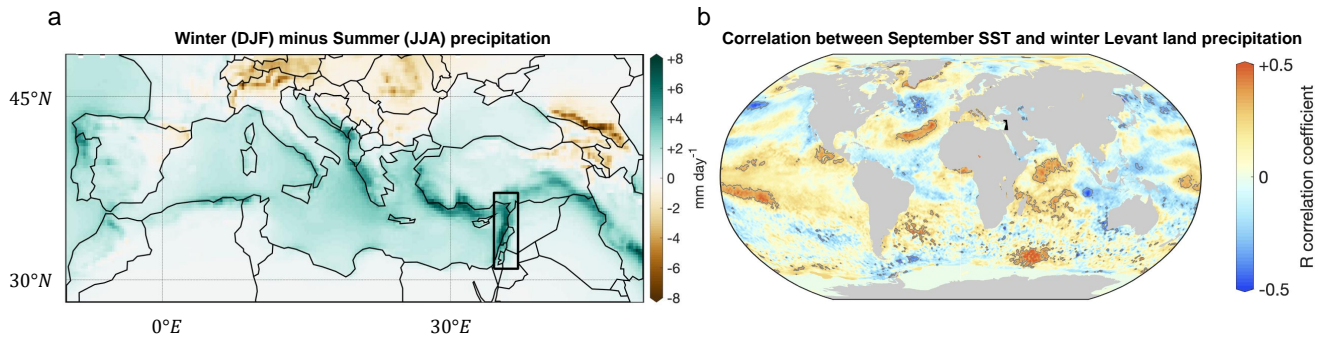 a
Winter (DJF) minus Summer (JJA) precipitation
45°N
30°N
0°E
30°E
+8
+6
+4
+2
0
-2
-4
-6
-8
mm day⁻¹
b
Correlation between September SST and winter Levant land precipitation
+0.5
0
-0.5
R correlation coefficient